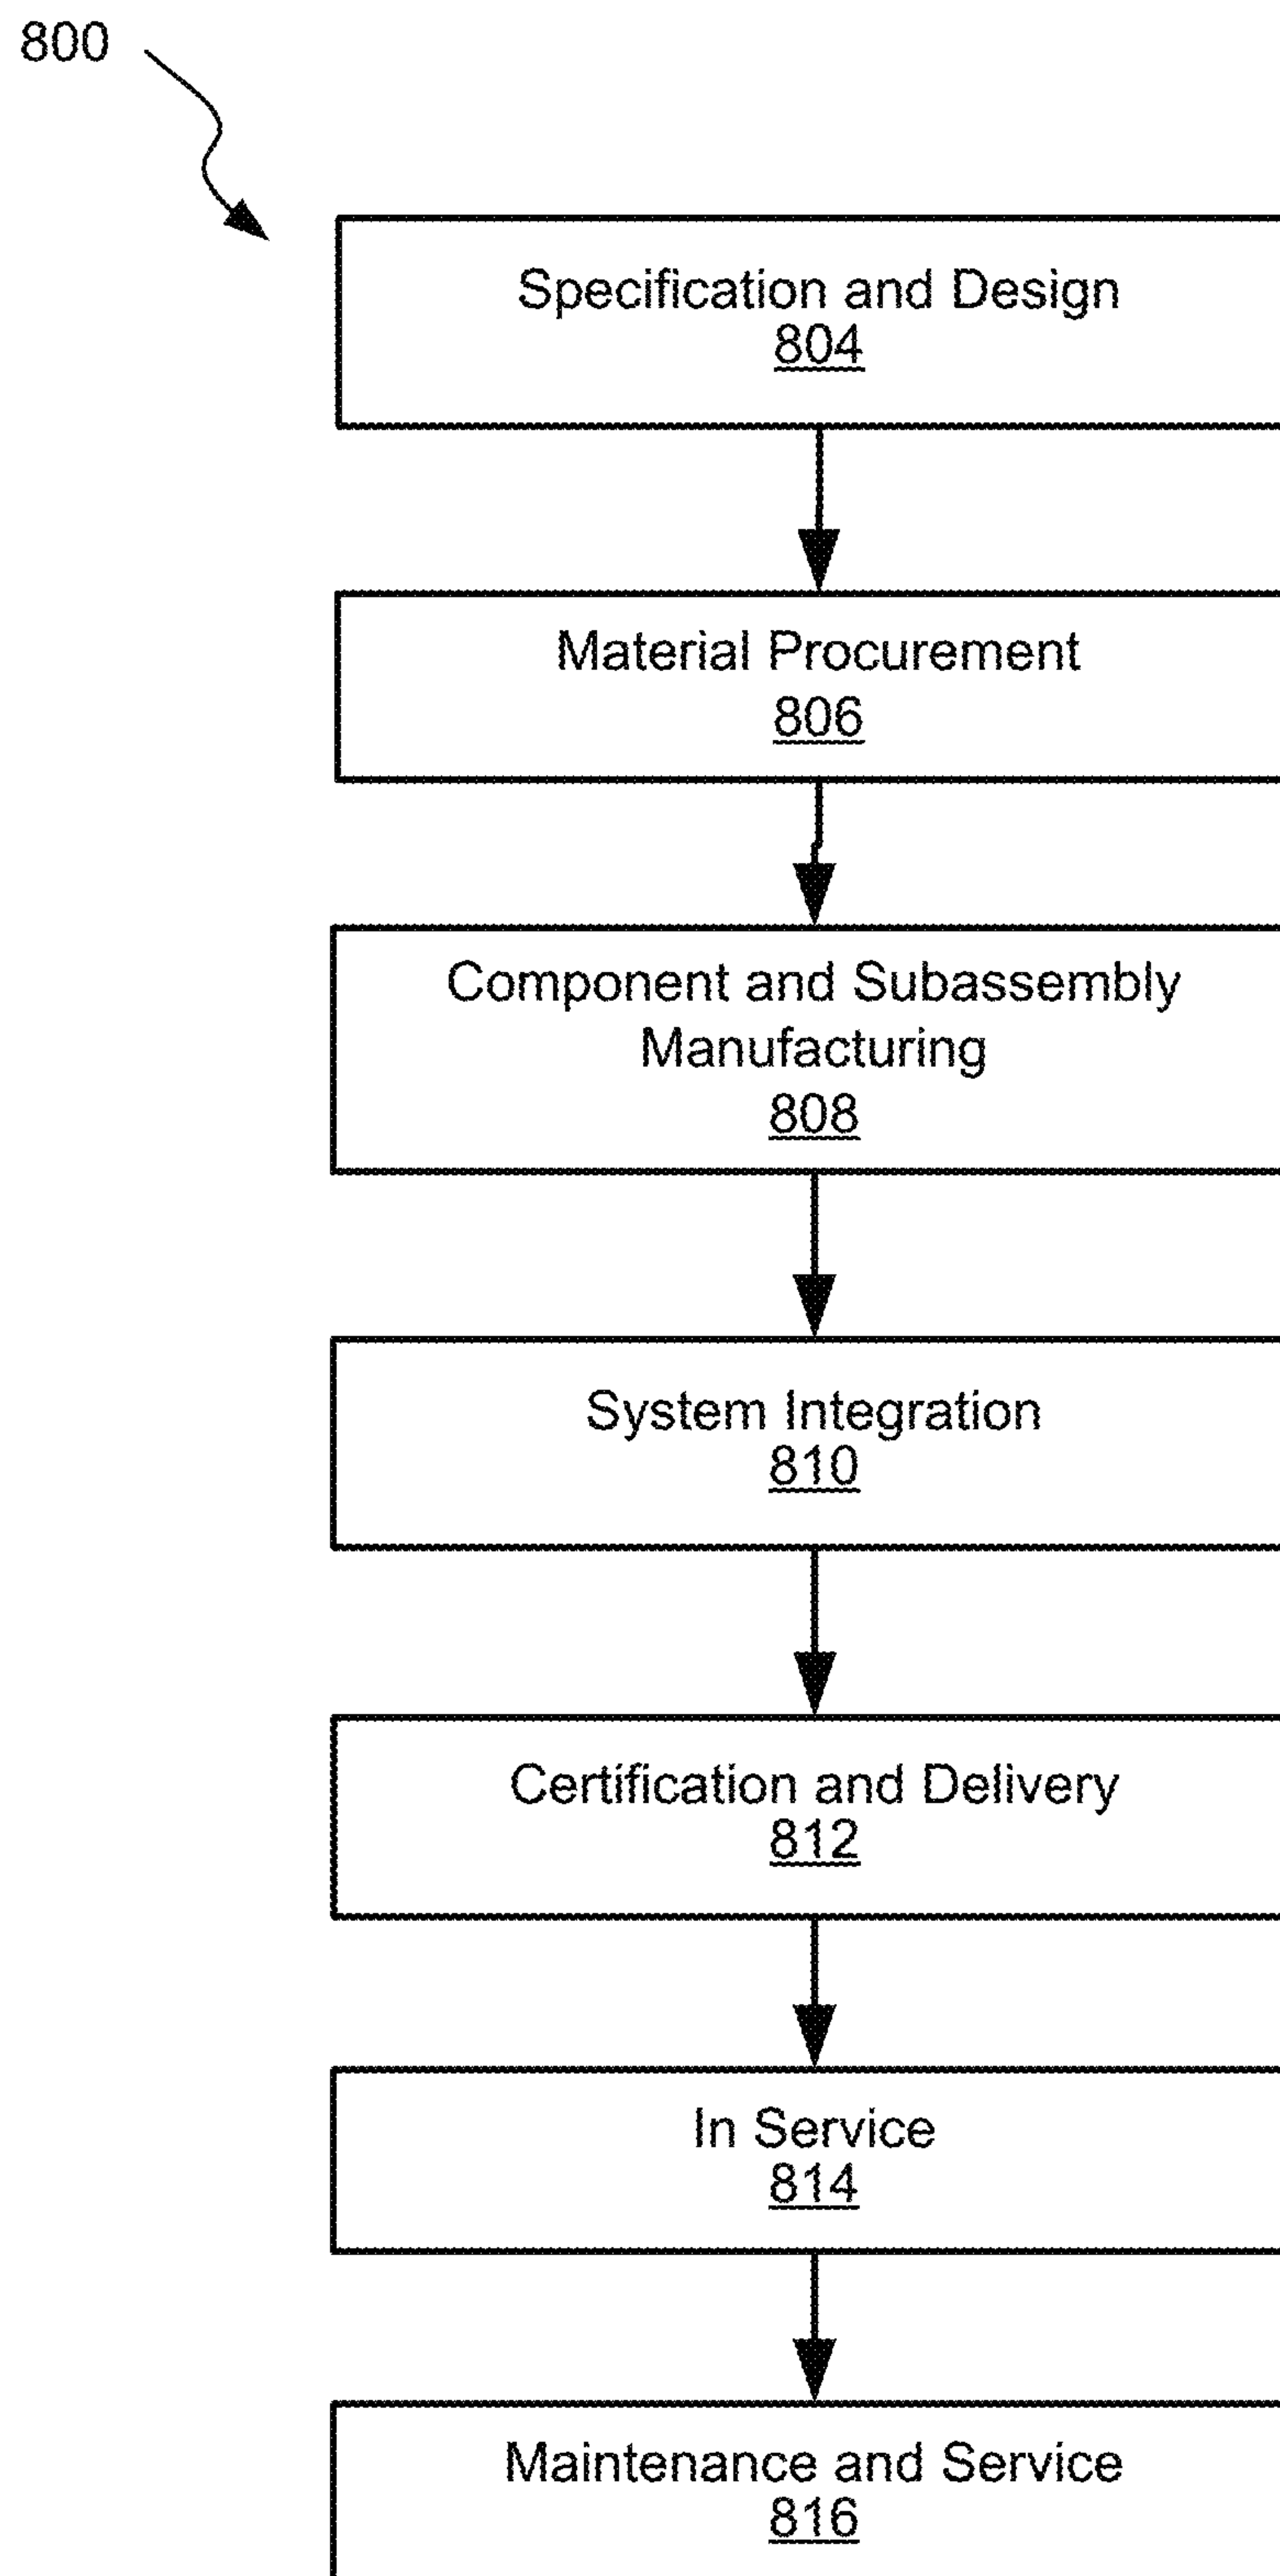 800
Specification and Design
804
Material Procurement
806
Component and Subassembly
Manufacturing
808
System Integration
810
Certification and Delivery
812
In Service
814
Maintenance and Service
816